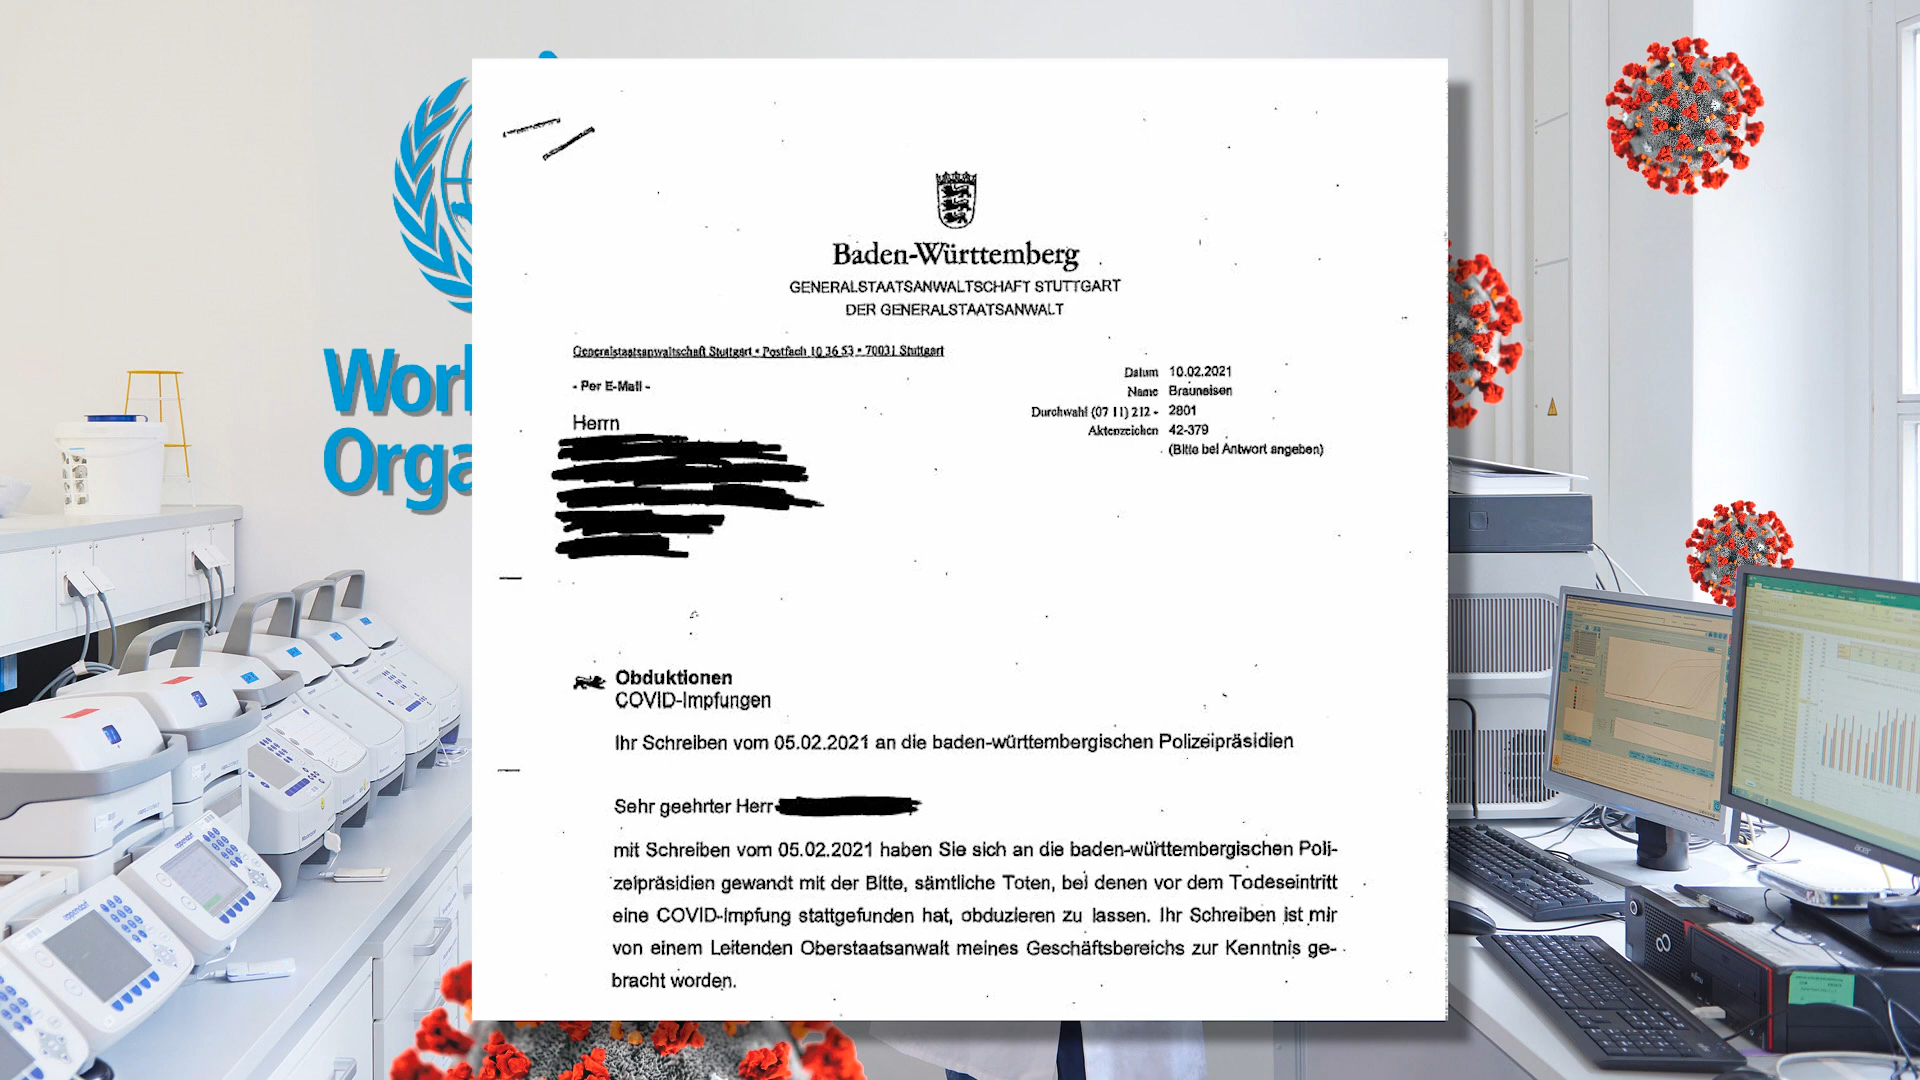 Worl
Orga
Baden-Württemberg
GENERALSTAATSANWALTSCHAFT STUTTGART
DER GENERALSTAATSANWALT
Generalstaatsanwaltschaft Stuttgart • Postfach 10 36 53 • 70031 Stuttgart
- Per E-Mail -
Herrn
Datum 10.02.2021
Name Brauneisen
Durchwahl (07 11) 212 - 2801
Aktenzeichen 42-379
(Bitte bei Antwort angeben)
Obduktionen
COVID-Impfungen
Ihr Schreiben vom 05.02.2021 an die baden-württembergischen Polizeipräsidien
Sehr geehrter Herr
mit Schreiben vom 05.02.2021 haben Sie sich an die baden-württembergischen Poli-
zeipräsidien gewandt mit der Bitte, sämtliche Toten, bei denen vor dem Todeseintritt
eine COVID-Impfung stattgefunden hat, obduzieren zu lassen. Ihr Schreiben ist mir
von einem Leitenden Oberstaatsanwalt meines Geschäftsbereichs zur Kenntnis ge-
bracht worden.
eppendorf
eppendorf
acer